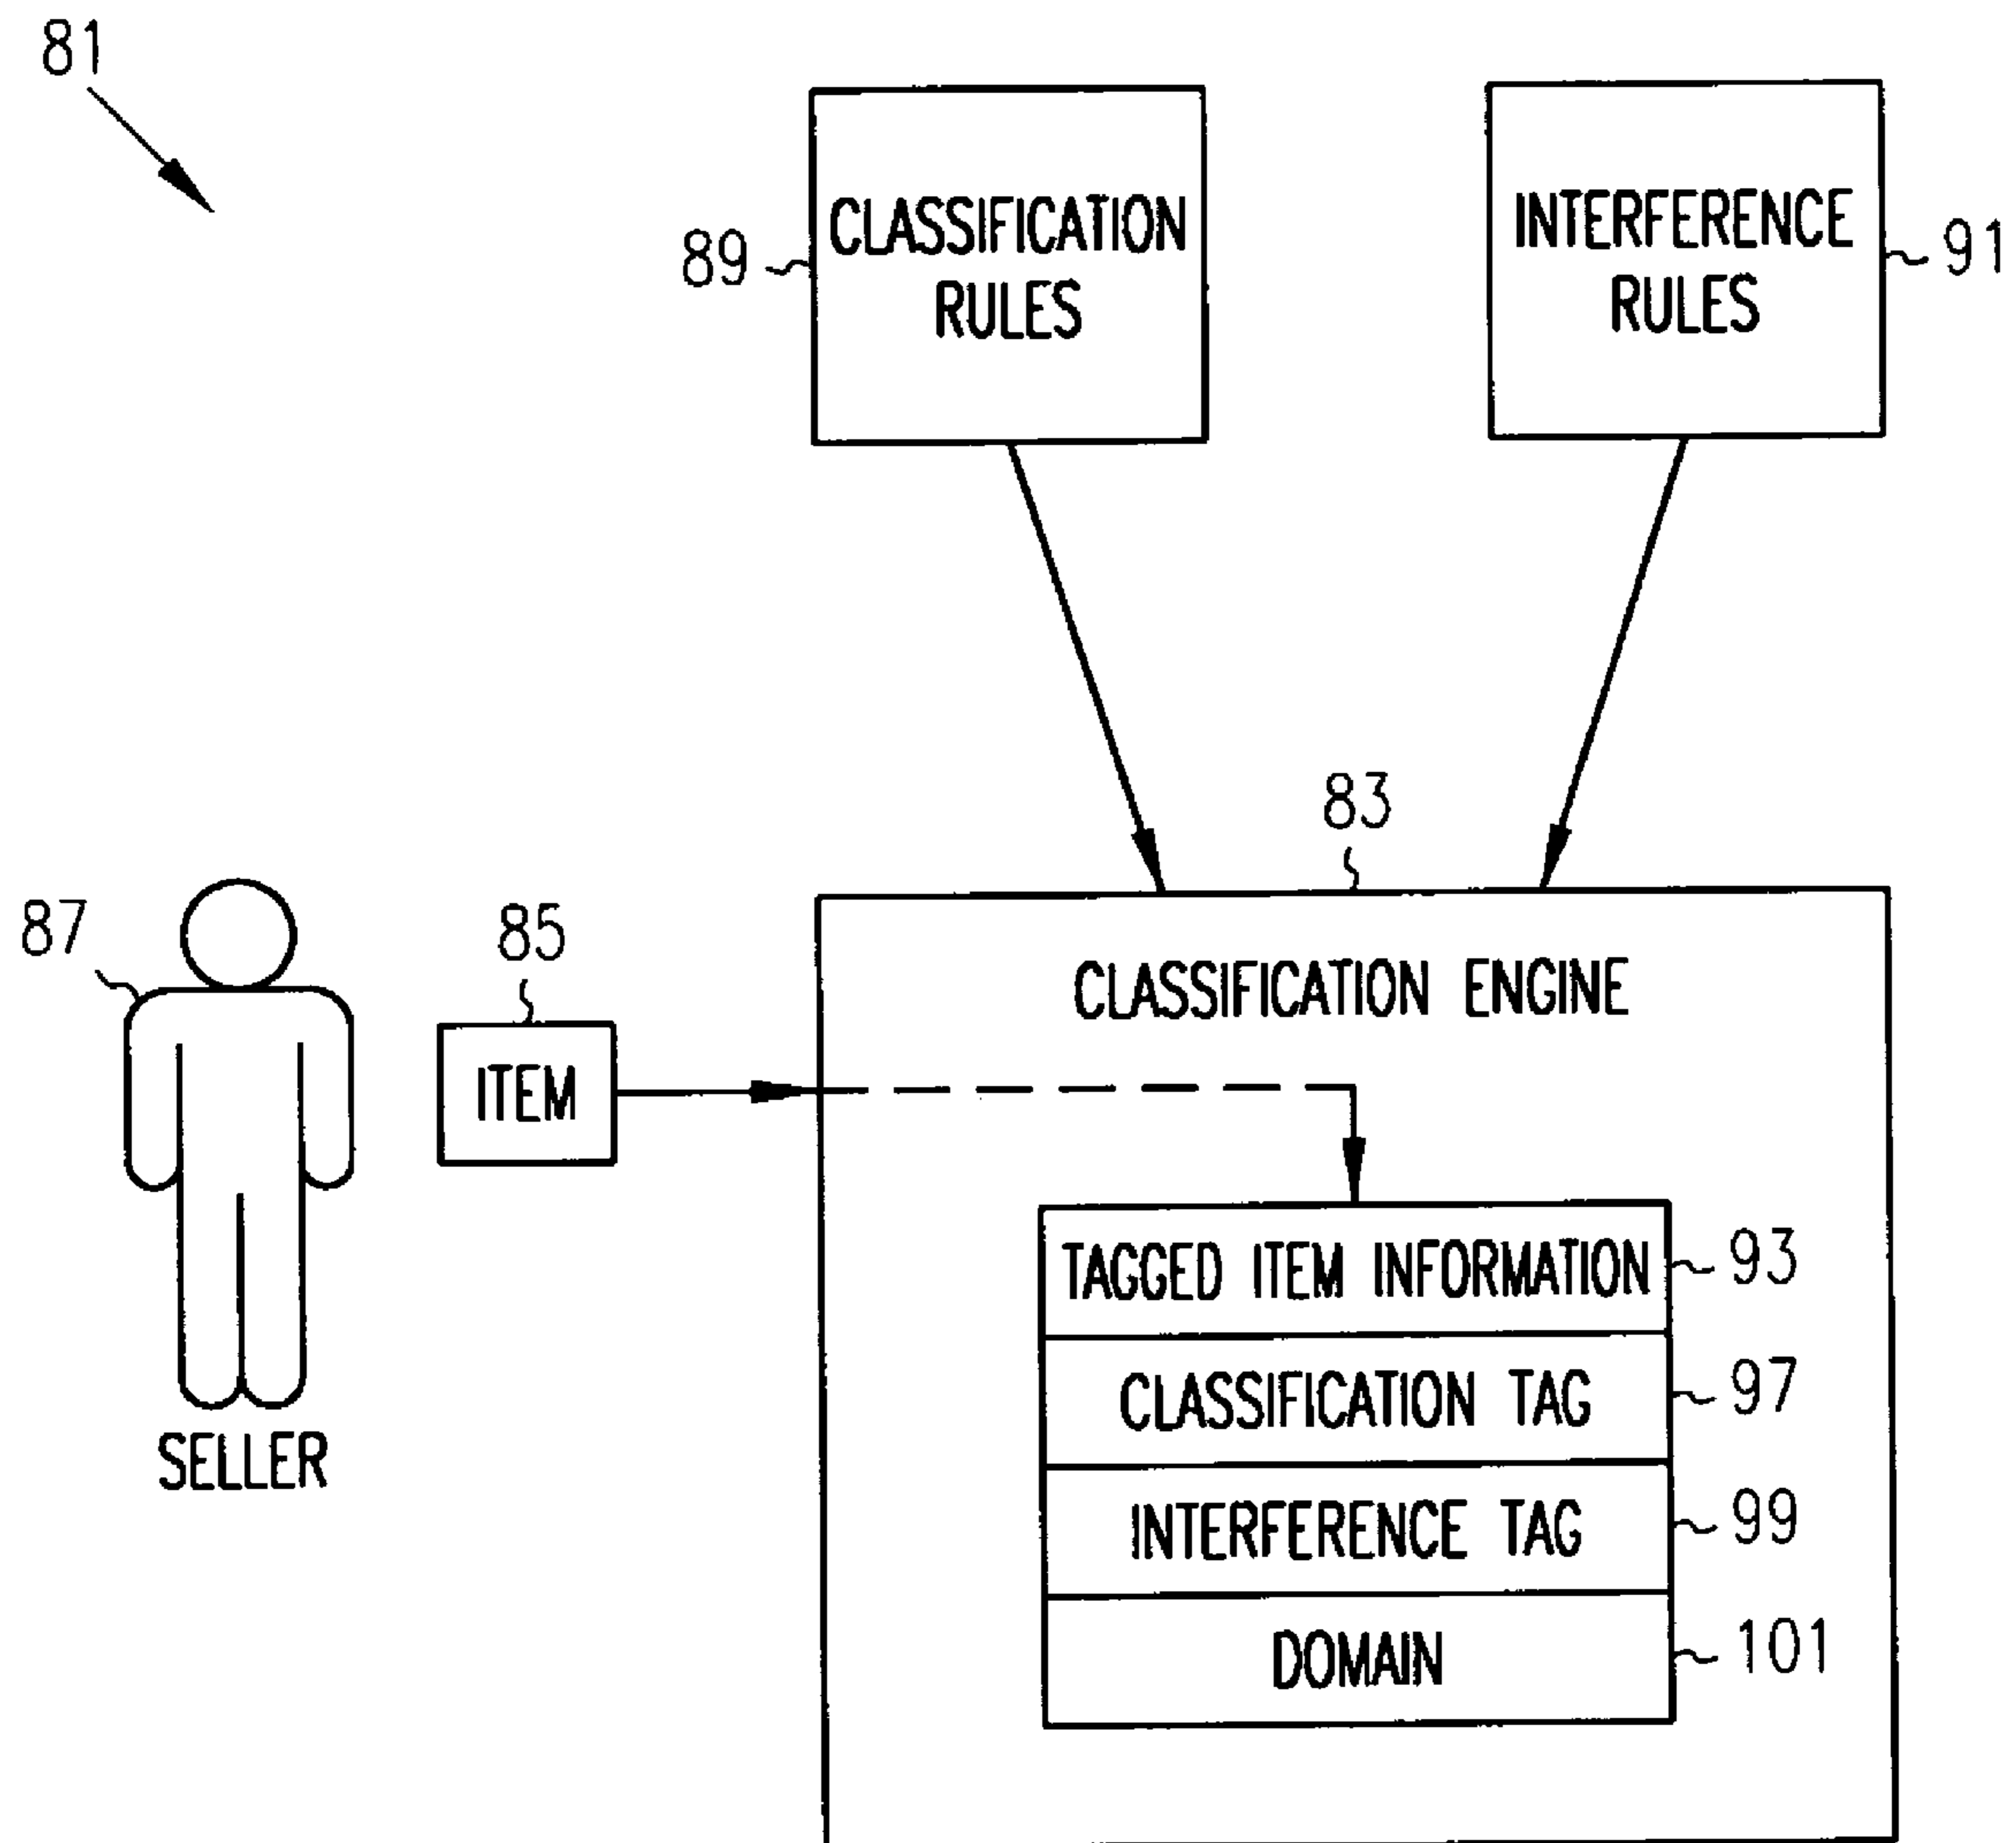 81
CLASSIFICATION
RULES
89
INTERFERENCE
RULES
91
83
87
85
ITEM
CLASSIFICATION ENGINE
TAGGED ITEM INFORMATION
93
CLASSIFICATION TAG
97
INTERFERENCE TAG
99
DOMAIN
101
SELLER